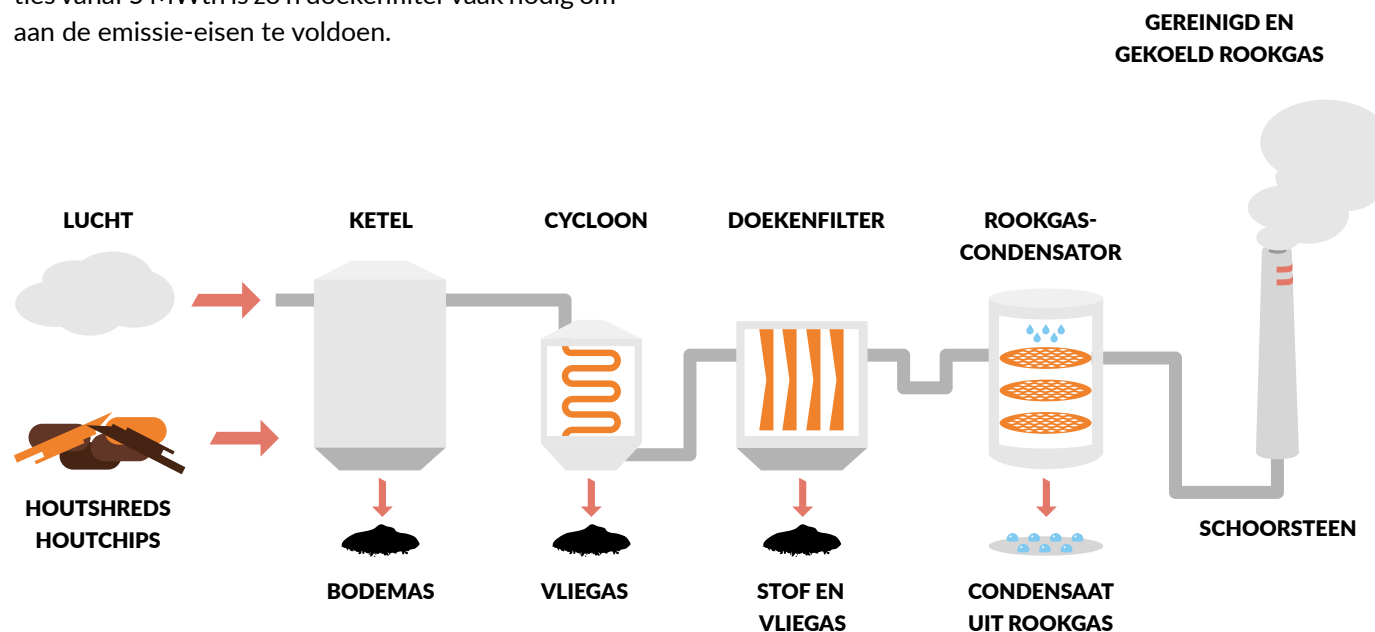 aan de emissie-eisen te voldoen.
GEREINIGD EN
GEKOELD ROOKGAS
LUCHT
KETEL
CYCLOON
DOEKENFILTER
ROOKGAS-
CONDENSATOR
HOUTSHREDS
HOUTCHIPS
SCHOORSTEEN
BODEMAS
VLIEGAS
STOF EN
VLIEGAS
CONDENSAAT
UIT ROOKGAS